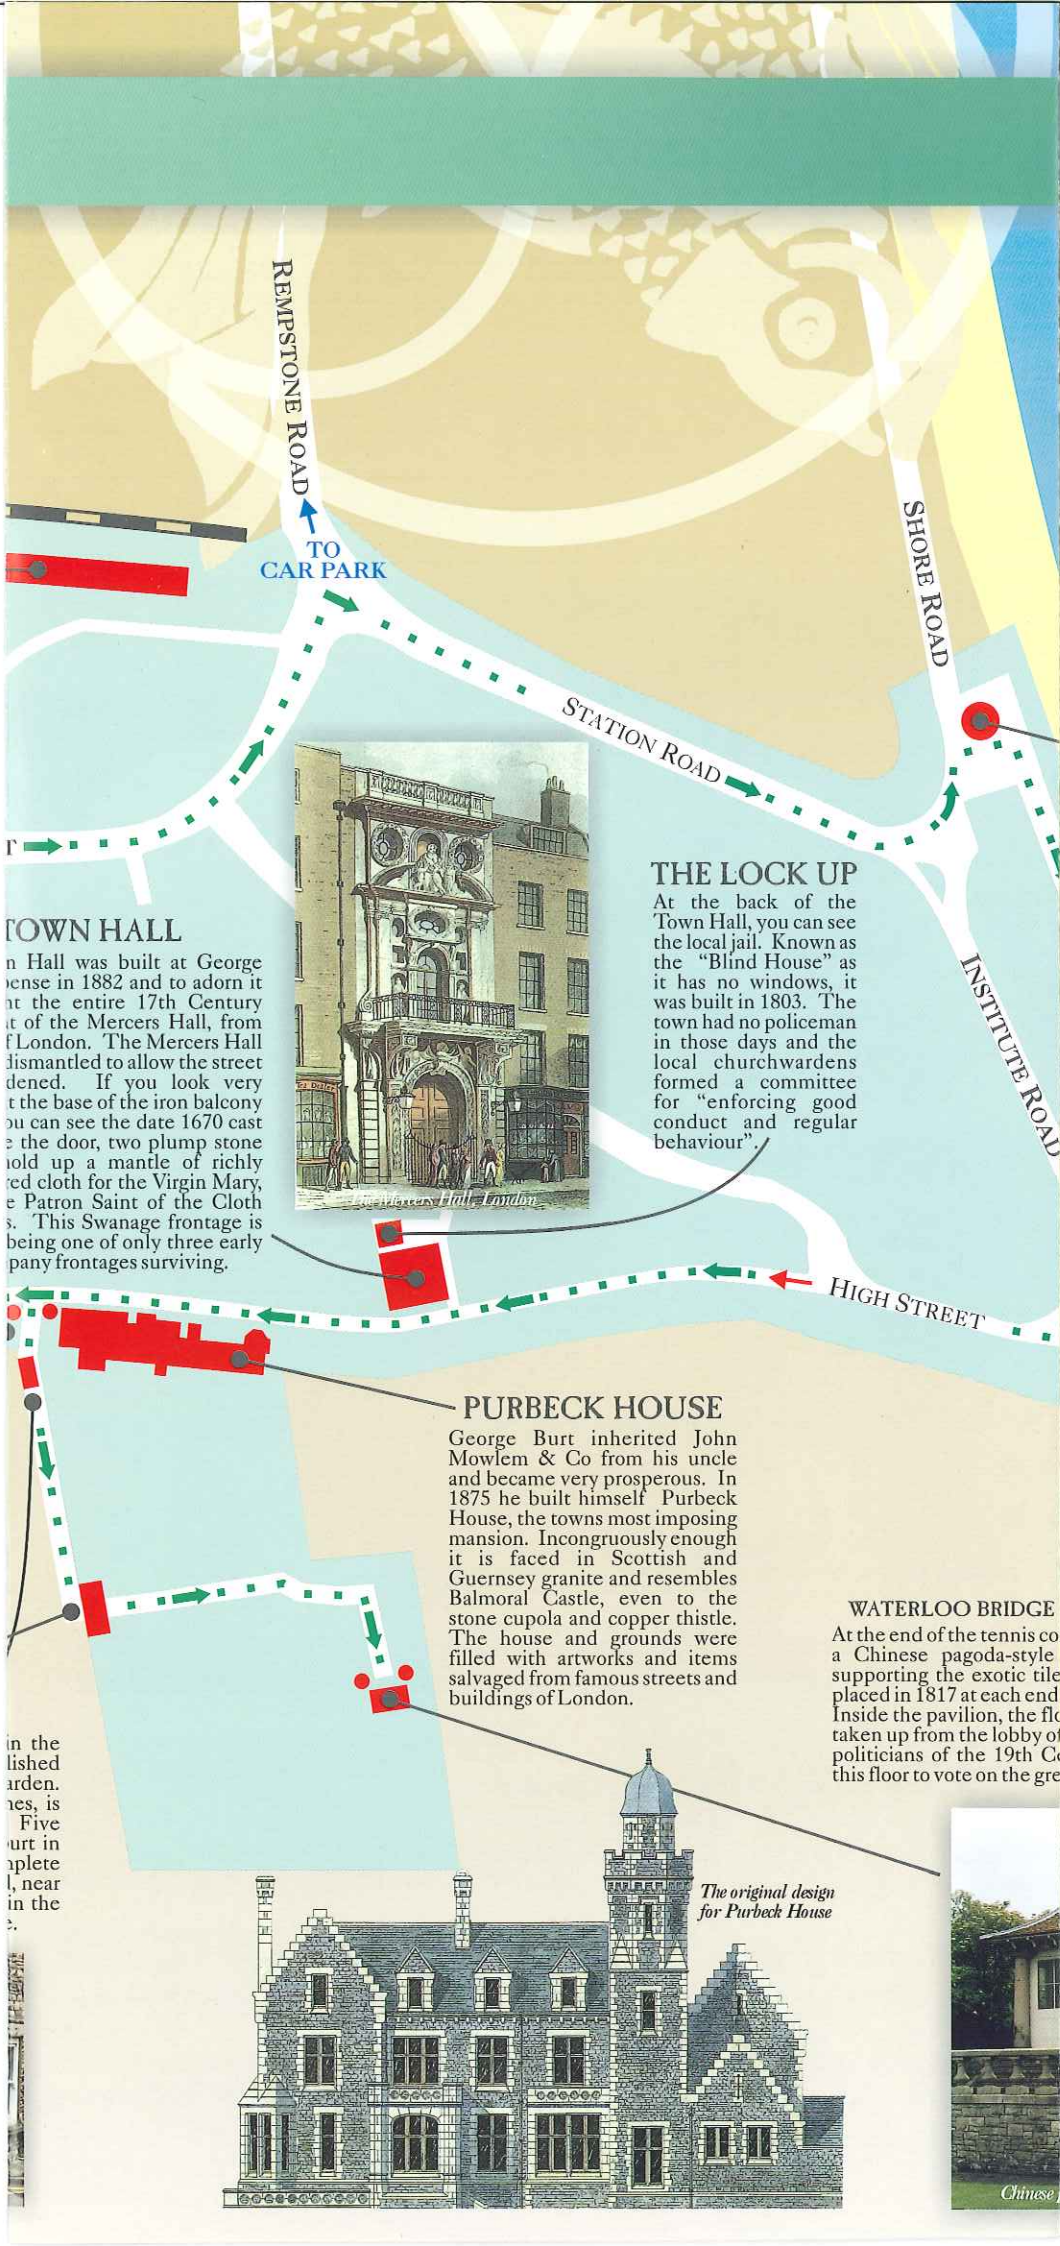 REMPSTONE ROAD
TO
CAR PARK
SHORE ROAD
STATION ROAD
T
TOWN HALL
n Hall was built at George
ense in 1882 and to adorn it
the entire 17th Century
of the Mercers Hall, from
f London. The Mercers Hall
dismantled to allow the street
dened. If you look very
t the base of the iron balcony
ou can see the date 1670 cast
e the door, two plump stone
hold up a mantle of richly
red cloth for the Virgin Mary,
e Patron Saint of the Cloth
s. This Swanage frontage is
being one of only three early
pany frontages surviving.
Tea Dealer
The Mercers Hall, London
THE LOCK UP
At the back of the
Town Hall, you can see
the local jail. Known as
the “Blind House” as
it has no windows, it
was built in 1803. The
town had no policeman
in those days and the
local churchwardens
formed a committee
for “enforcing good
conduct and regular
behaviour”.
INSTITUTE ROAD
HIGH STREET
PURBECK HOUSE
George Burt inherited John
Mowlem & Co from his uncle
and became very prosperous. In
1875 he built himself Purbeck
House, the towns most imposing
mansion. Incongruously enough
it is faced in Scottish and
Guernsey granite and resembles
Balmoral Castle, even to the
stone cupola and copper thistle.
The house and grounds were
filled with artworks and items
salvaged from famous streets and
buildings of London.
WATERLOO BRIDGE
At the end of the tennis co
a Chinese pagoda-style
supporting the exotic tile
placed in 1817 at each end
Inside the pavilion, the flo
taken up from the lobby of
politicians of the 19th Ce
this floor to vote on the gre
in the
lished
arden.
nes, is
Five
urt in
mplete
l, near
in the
e.
The original design
for Purbeck House
Chinese